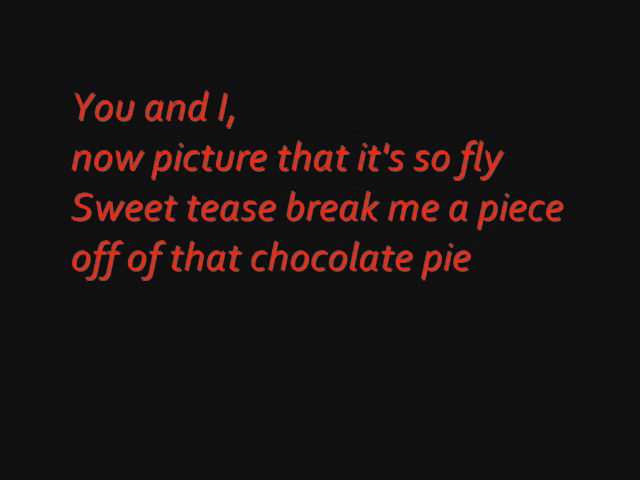 You and I,
now picture that it's so fly
Sweet tease break me a piece
off of that chocolate pie